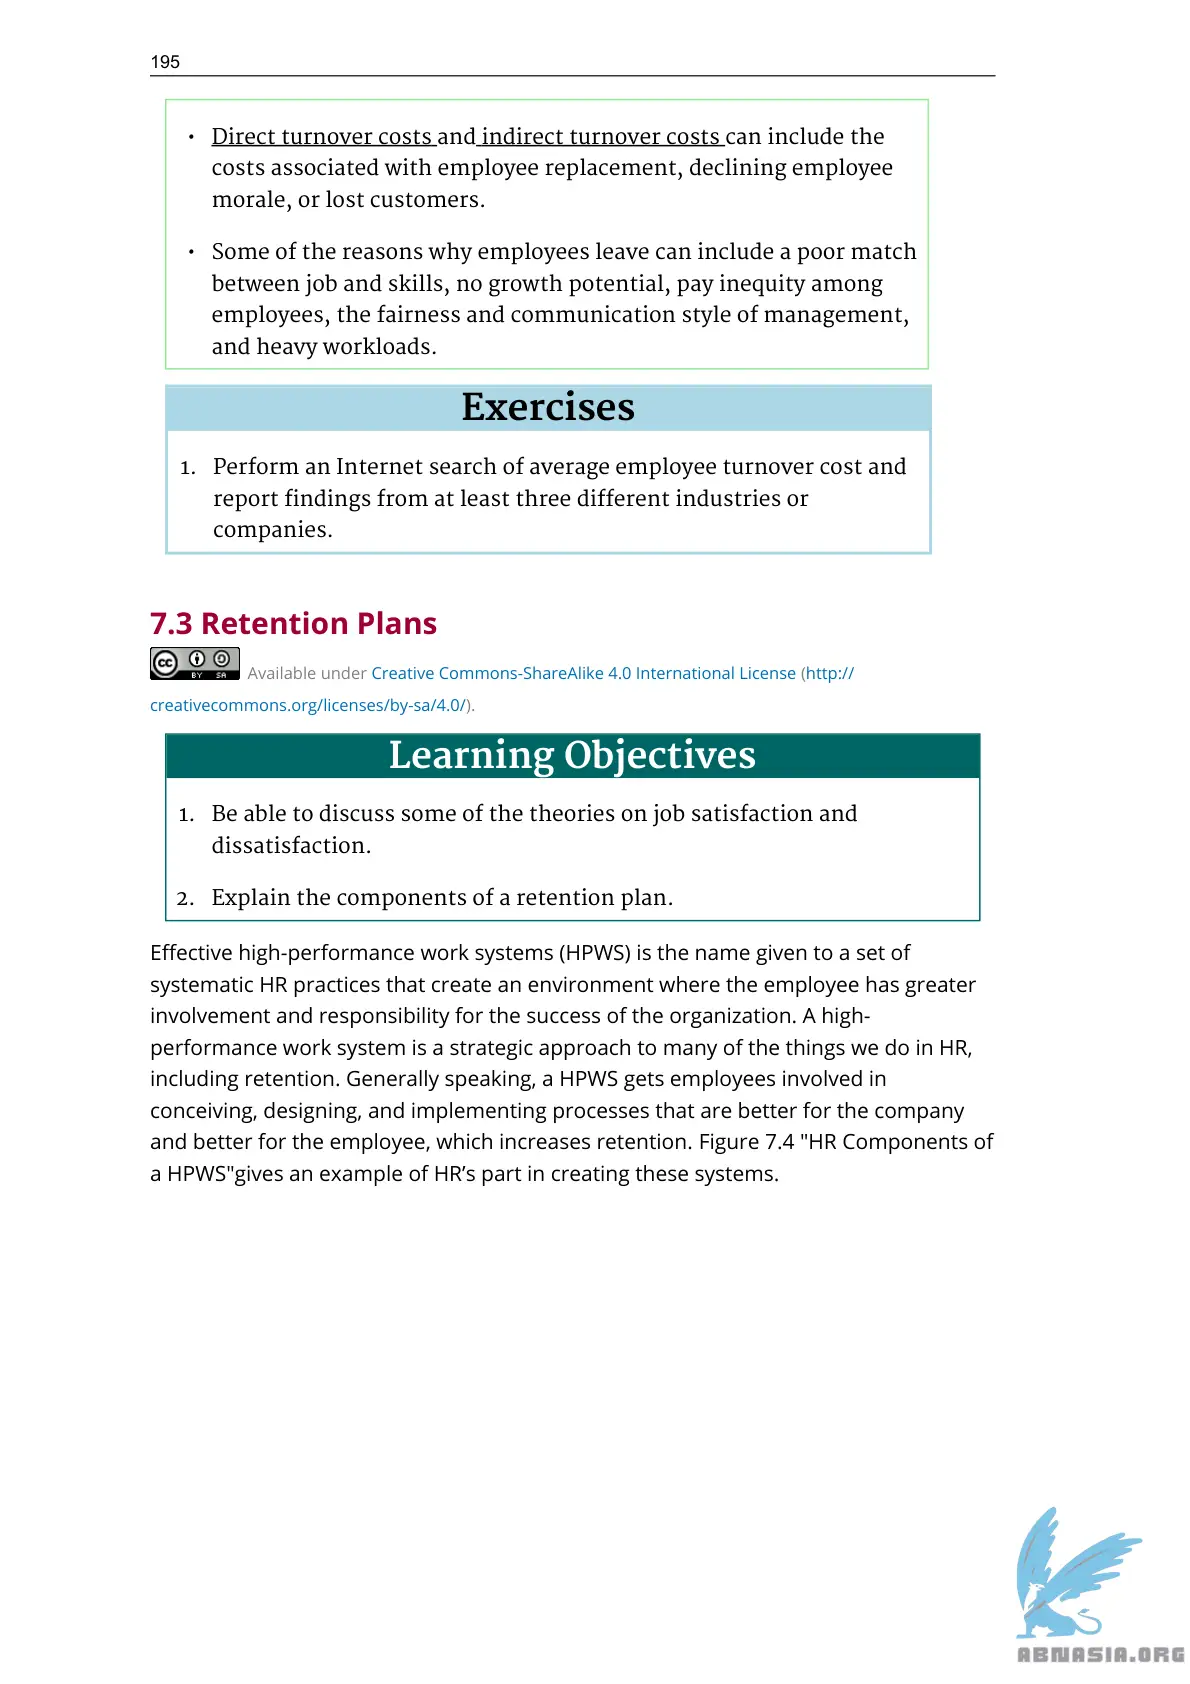 195
• Direct turnover costs and indirect turnover costs can include the
costs associated with employee replacement, declining employee
morale, or lost customers.
• Some of the reasons why employees leave can include a poor match
between job and skills, no growth potential, pay inequity among
employees, the fairness and communication style of management,
and heavy workloads.
Exercises
1. Perform an Internet search of average employee turnover cost and
report findings from at least three different industries or
companies.
7.3 Retention Plans
cc BY SA Available under Creative Commons-ShareAlike 4.0 International License (http://
creativecommons.org/licenses/by-sa/4.0/).
Learning Objectives
1. Be able to discuss some of the theories on job satisfaction and
dissatisfaction.
2. Explain the components of a retention plan.
Effective high-performance work systems (HPWS) is the name given to a set of
systematic HR practices that create an environment where the employee has greater
involvement and responsibility for the success of the organization. A high-
performance work system is a strategic approach to many of the things we do in HR,
including retention. Generally speaking, a HPWS gets employees involved in
conceiving, designing, and implementing processes that are better for the company
and better for the employee, which increases retention. Figure 7.4 "HR Components of
a HPWS"gives an example of HR’s part in creating these systems.
ABNASIA.ORG